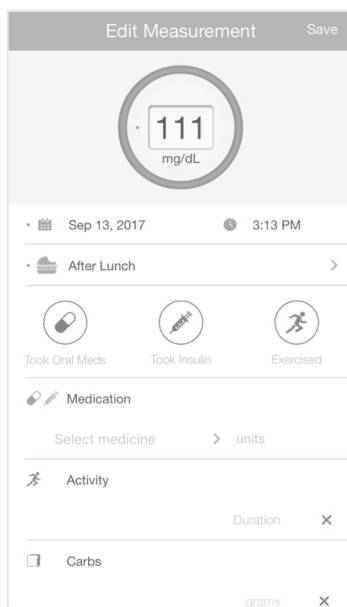 Edit Measurement Save
111
mg/dL
Sep 13, 2017 3:13 PM
After Lunch
Took Oral Meds Took Insulin Exercised
Medication
Select medicine units
Activity
Duration
Carbs
grams